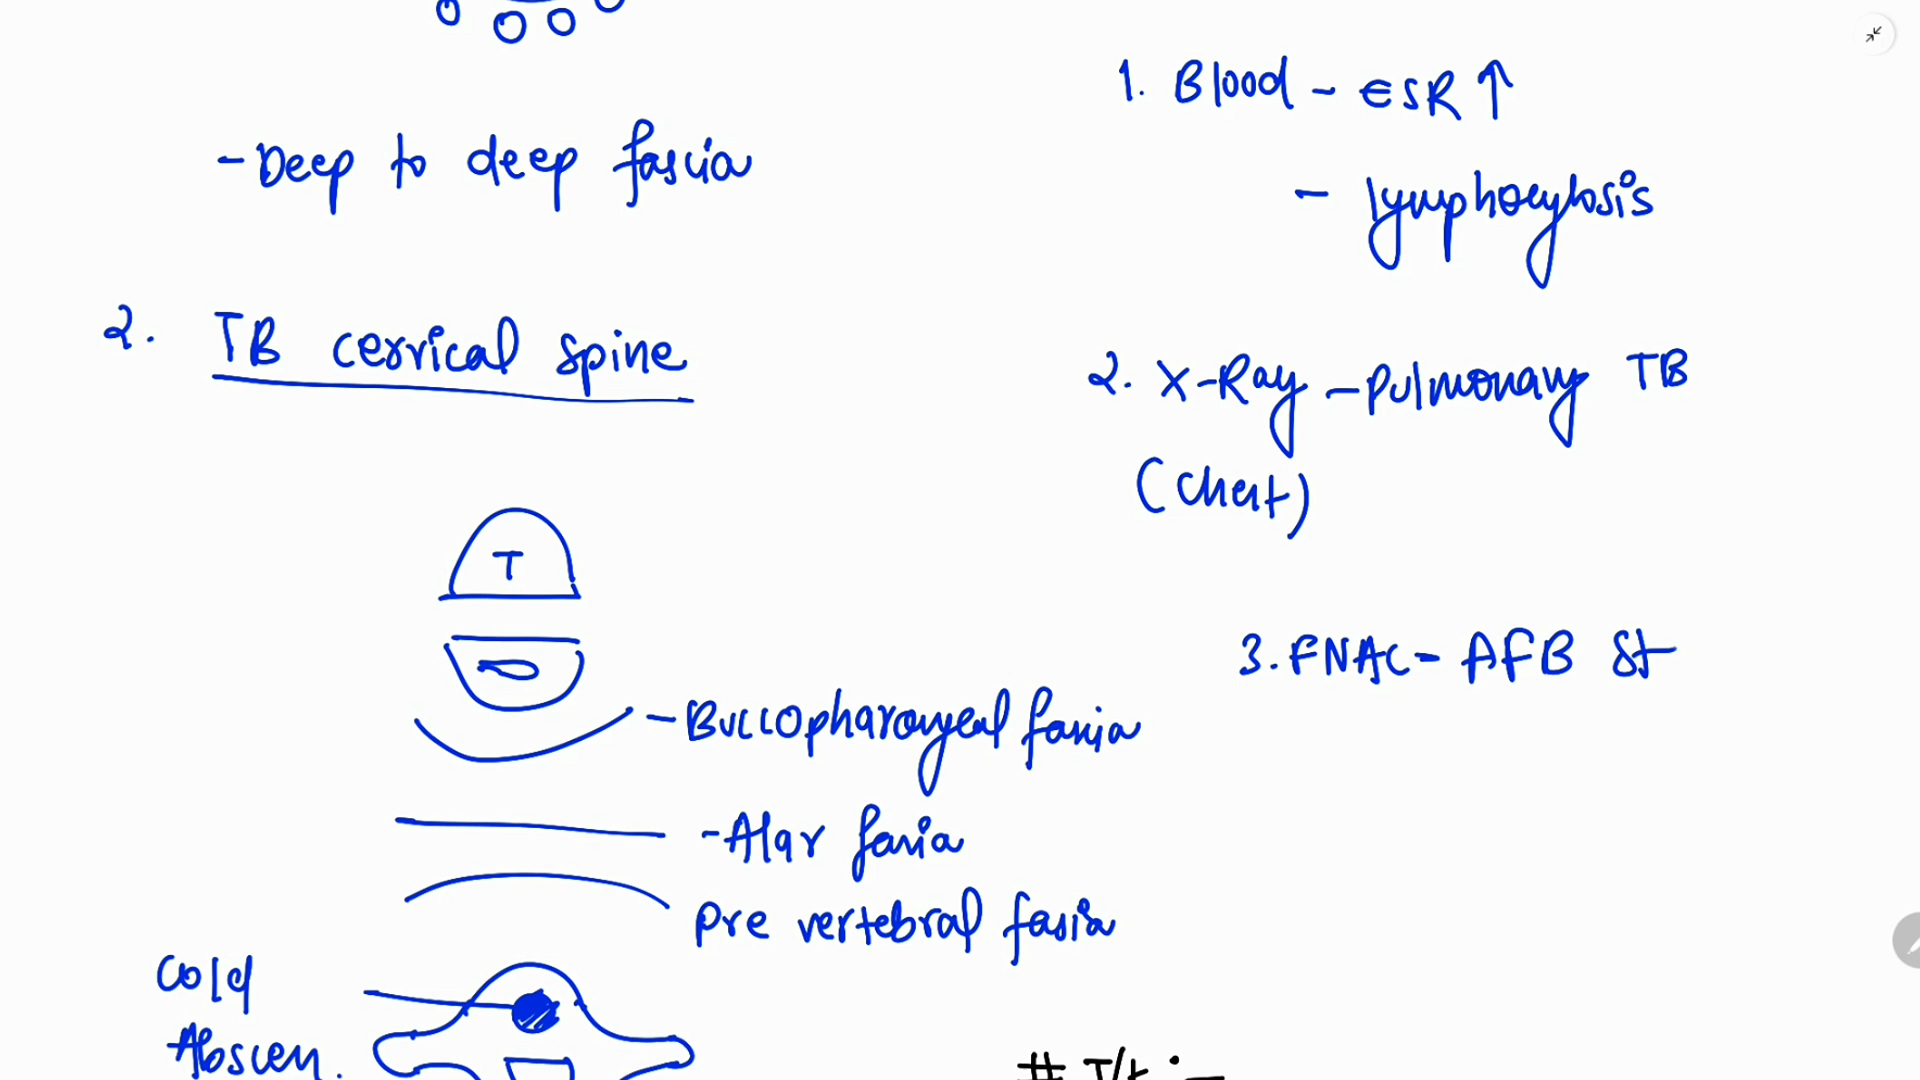 - Deep to deep fascia
2. TB cervical spine
T
- Buccopharyngeal fascia
- Alar fascia
Pre vertebral fascia
Cold
Abscess.
1. Blood - ESR ↑
- lymphocytosis
2. X-Ray - Pulmonary TB
(Chest)
3. FNAC - AFB St
# T/t :-